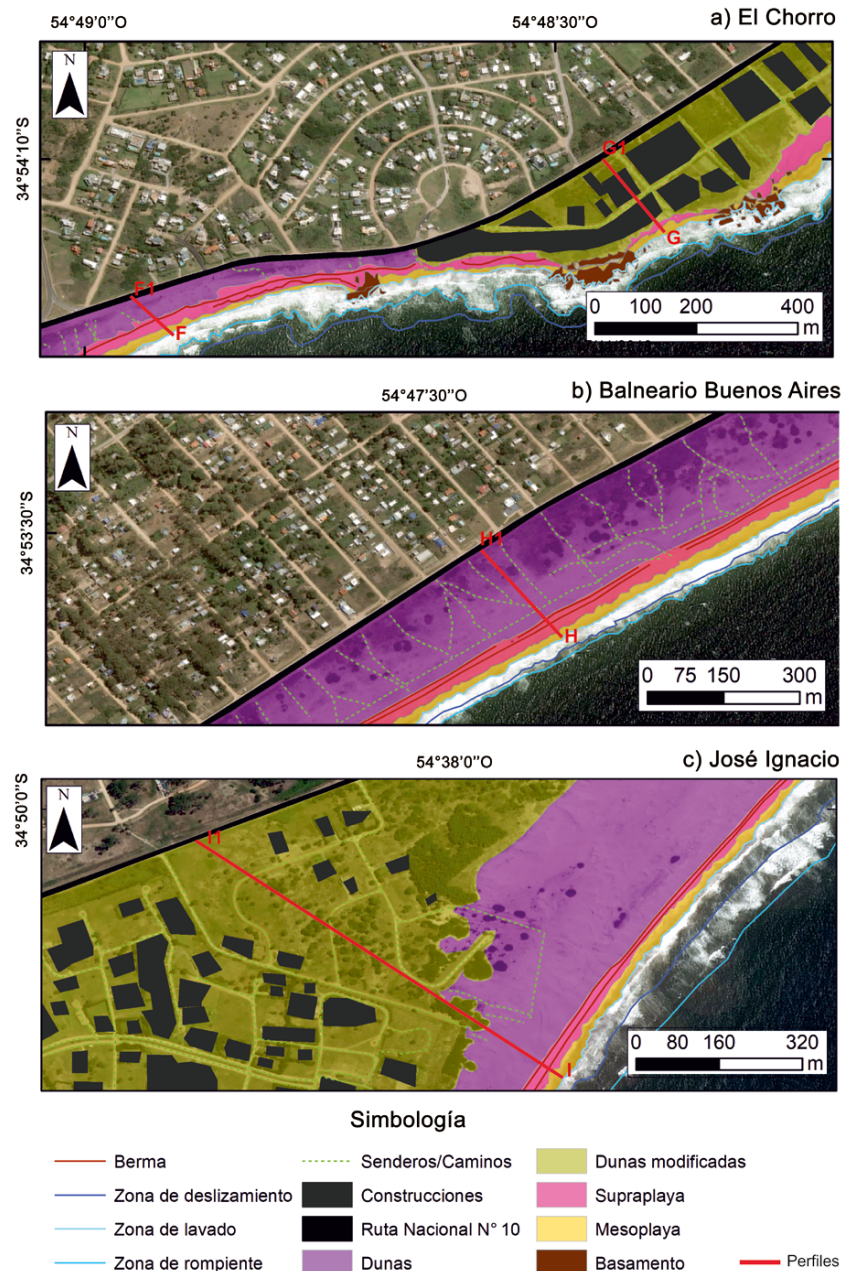 54°49'0''O
54°48'30''O
a) El Chorro
N
34°54'10''S
G1
G
F1
F
0 100 200 400
m
54°47'30''O
b) Balneario Buenos Aires
N
34°53'30''S
H1
H
0 75 150 300
m
54°38'0''O
c) José Ignacio
34°50'0''S
N
I1
I
0 80 160 320
m
Simbología
Berma
Senderos/Caminos
Dunas modificadas
Zona de deslizamiento
Construcciones
Supraplaya
Zona de lavado
Ruta Nacional N° 10
Mesoplaya
Zona de rompiente
Dunas
Basamento
Perfiles